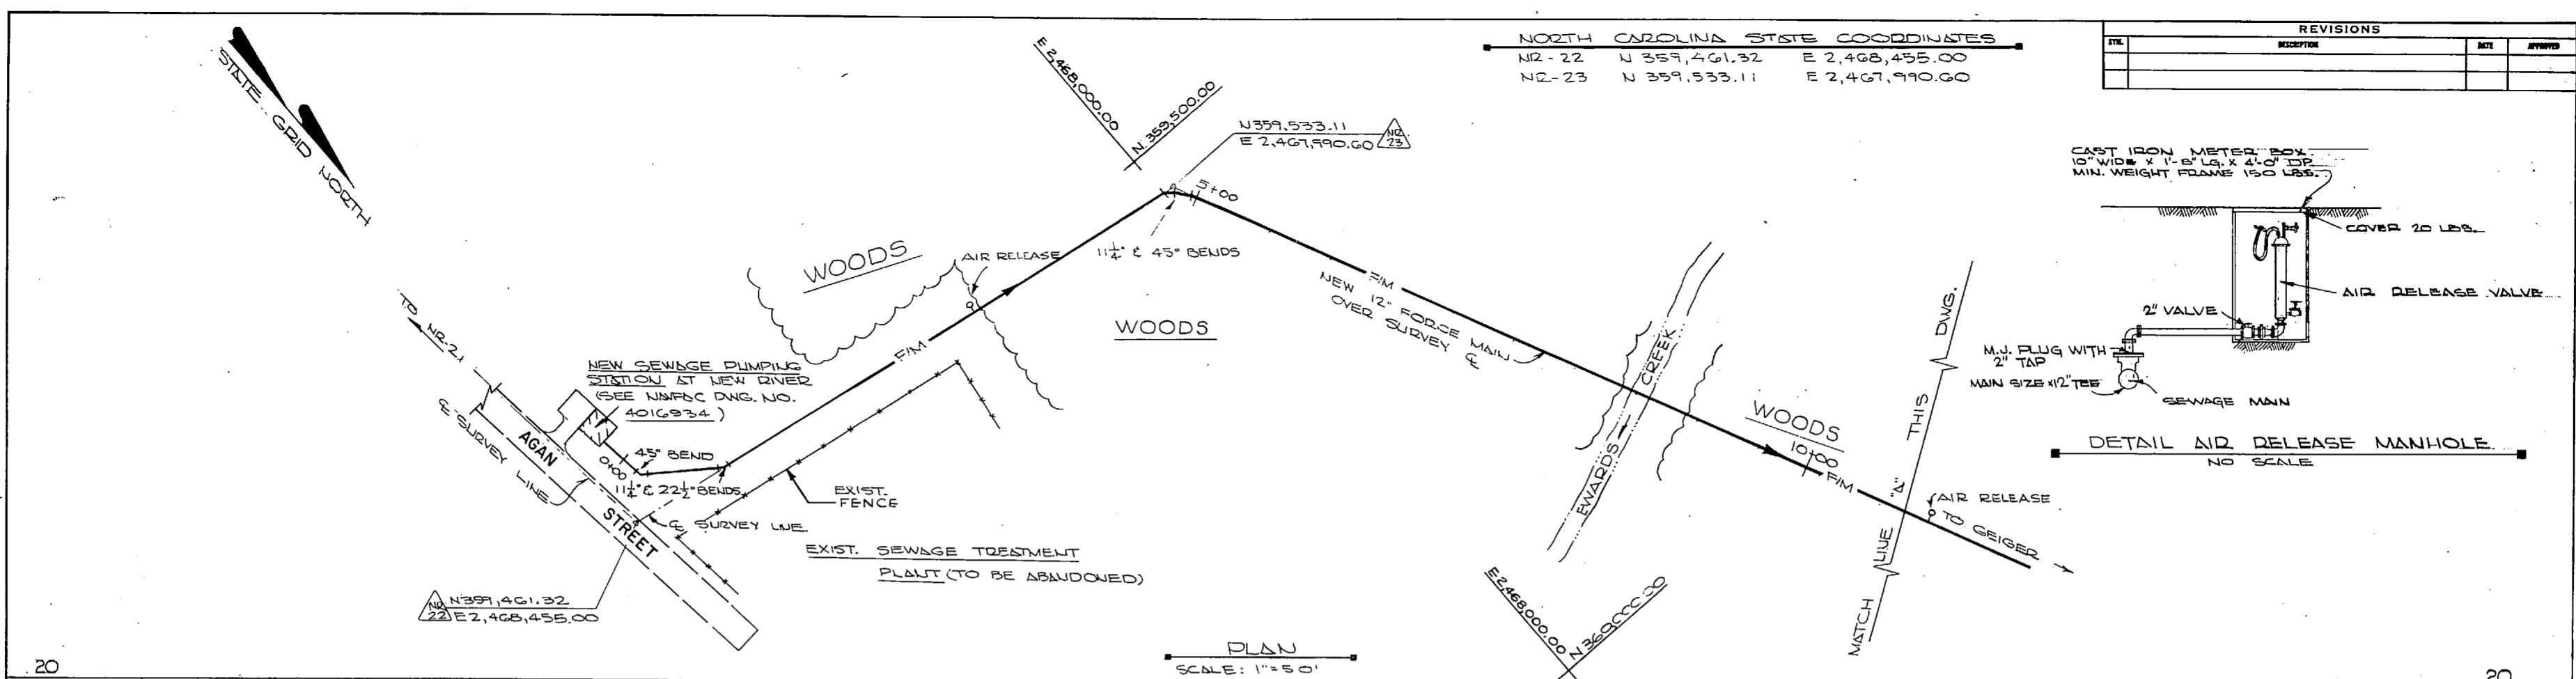 STATE GRID NORTH
E 2,468,000.00
N 359,500.00
N359,533.11
E 2,467,990.60
NR
23
NORTH CAROLINA STATE COORDINATES
NR-22 N 359,461.32 E 2,468,455.00
NR-23 N 359,533.11 E 2,467,990.60
REVISIONS
SYM. DESCRIPTION DATE APPROVED
CAST IRON METER BOX
10" WIDE X 1'-8" LG. X 4'-0" DP.
MIN. WEIGHT FRAME 150 LBS.
COVER 20 LBS.
AIR RELEASE VALVE
2" VALVE
M.J. PLUG WITH
2" TAP
MAIN SIZE X12" TEE
SEWAGE MAIN
DETAIL AIR RELEASE MANHOLE
NO SCALE
5+00
11¼° & 45° BENDS
WOODS
AIR RELEASE
WOODS
F/M
F/M
NEW 12" FORCE MAIN
OVER SURVEY ℄
TO NR-21
NEW SEWAGE PUMPING
STATION AT NEW RIVER
(SEE NAVFAC DWG. NO.
4016934)
℄ SURVEY LINE
AGAN
STREET
0+00
45° BEND
11¼° & 22½° BENDS
℄ SURVEY LINE
EXIST.
FENCE
EXIST. SEWAGE TREATMENT
PLANT (TO BE ABANDONED)
NR
22
N359,461.32
E2,468,455.00
EWARDS CREEK
WOODS
10+00
F/M
MATCH LINE "A" THIS DWG.
AIR RELEASE
TO GEIGER
E2,468,000.00
N 360,000.00
PLAN
SCALE: 1"=50'
20
20